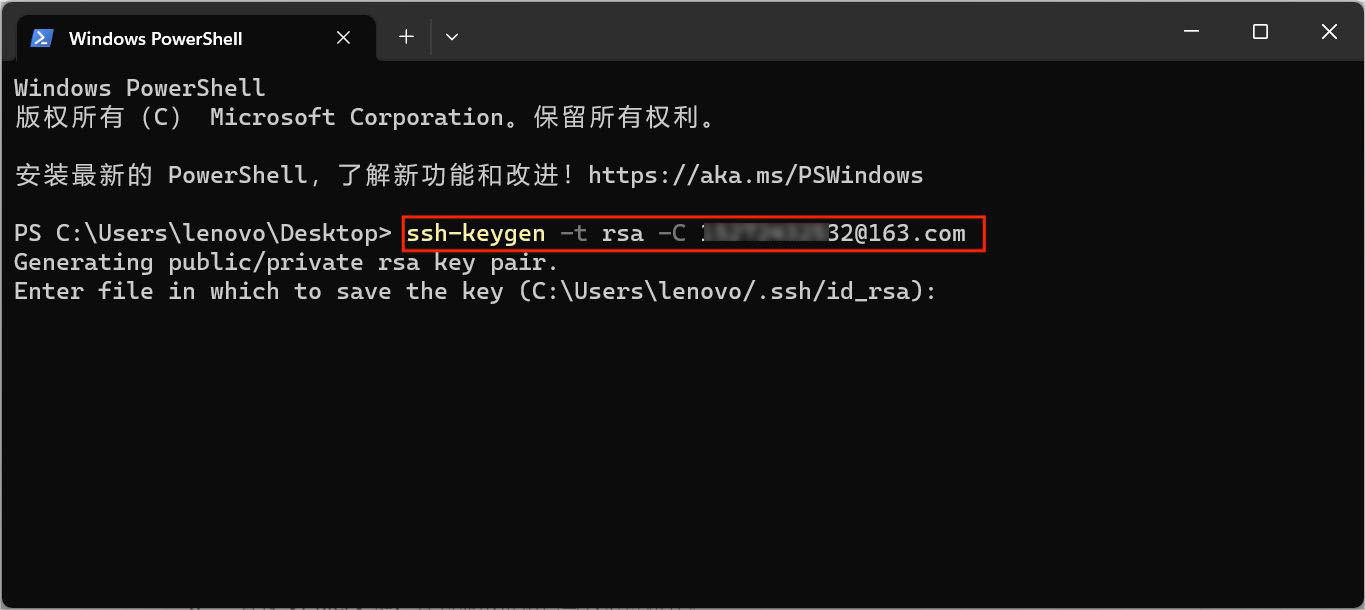 Windows PowerShell
Windows PowerShell
版权所有 (C) Microsoft Corporation。保留所有权利。
安装最新的 PowerShell，了解新功能和改进！https://aka.ms/PSWindows
PS C:\Users\lenovo\Desktop> ssh-keygen -t rsa -C 32@163.com
Generating public/private rsa key pair.
Enter file in which to save the key (C:\Users\lenovo/.ssh/id_rsa):